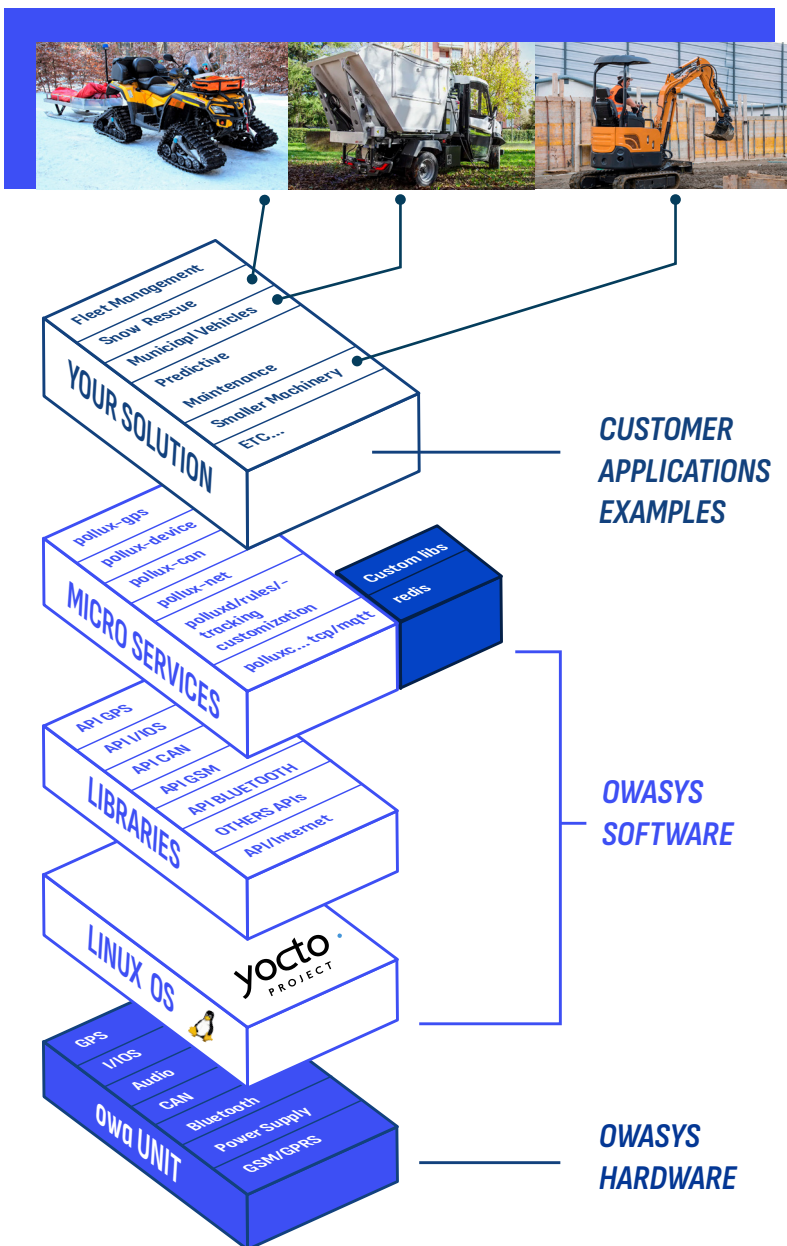 Fleet Management
Snow Rescue
Municiapl Vehicles
Predictive
Maintenance
Smaller Machinery
ETC...
YOUR SOLUTION
CUSTOMER
APPLICATIONS
EXAMPLES
pollux-gps
pollux-device
pollux-can
pollux-net
polluxd/rules/-
tracking
customization
polluxc... tcp/mqtt
MICRO SERVICES
Custom libs
redis
API GPS
API I/IOS
API CAN
API GSM
API BLUETOOTH
OTHERS APIs
API/Internet
LIBRARIES
OWASYS
SOFTWARE
yocto
PROJECT
LINUX OS
GPS
I/IOS
Audio
CAN
Bluetooth
Power Supply
GSM/GPRS
owa UNIT
OWASYS
HARDWARE